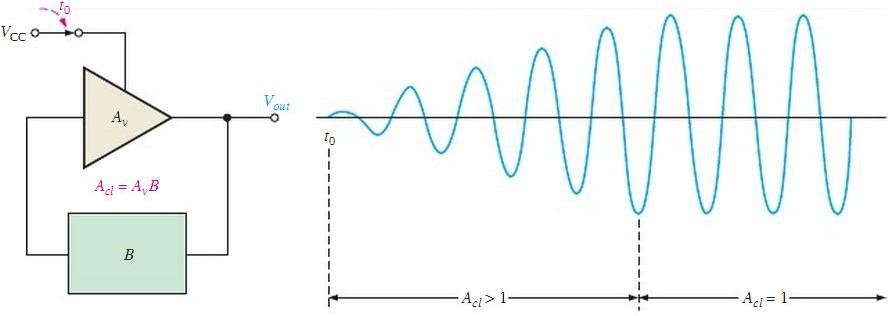 t0
VCC
Av
Vout
Acl = AvB
B
t0
Acl > 1
Acl = 1